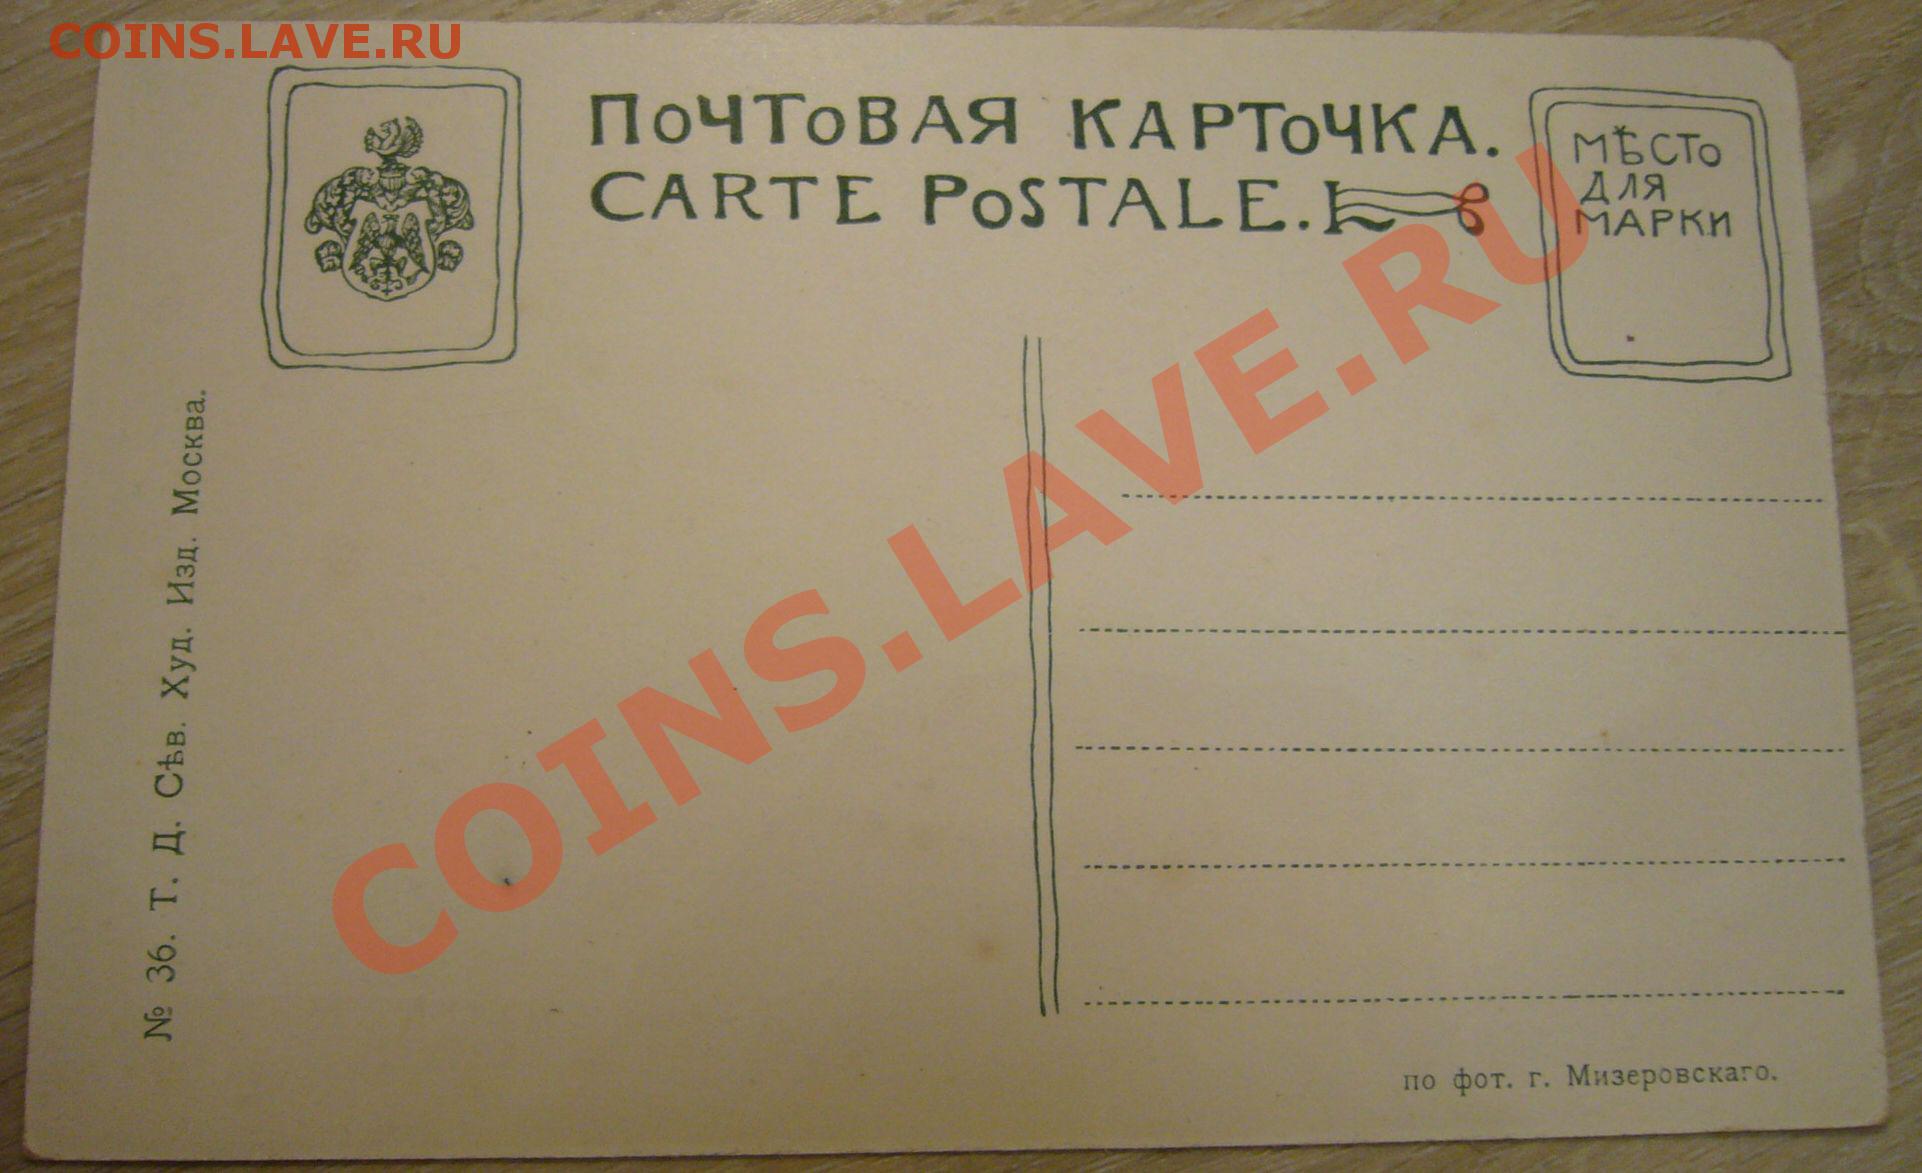 COINS.LAVE.RU
ПОЧТОВАЯ КАРТОЧКА.
CARTE POSTALE.
МѢСТО
ДЛЯ
МАРКИ
№ 36. Т. Д. Сѣв. Худ. Изд. Москва.
COINS.LAVE.RU
по фот. г. Мизеровскаго.